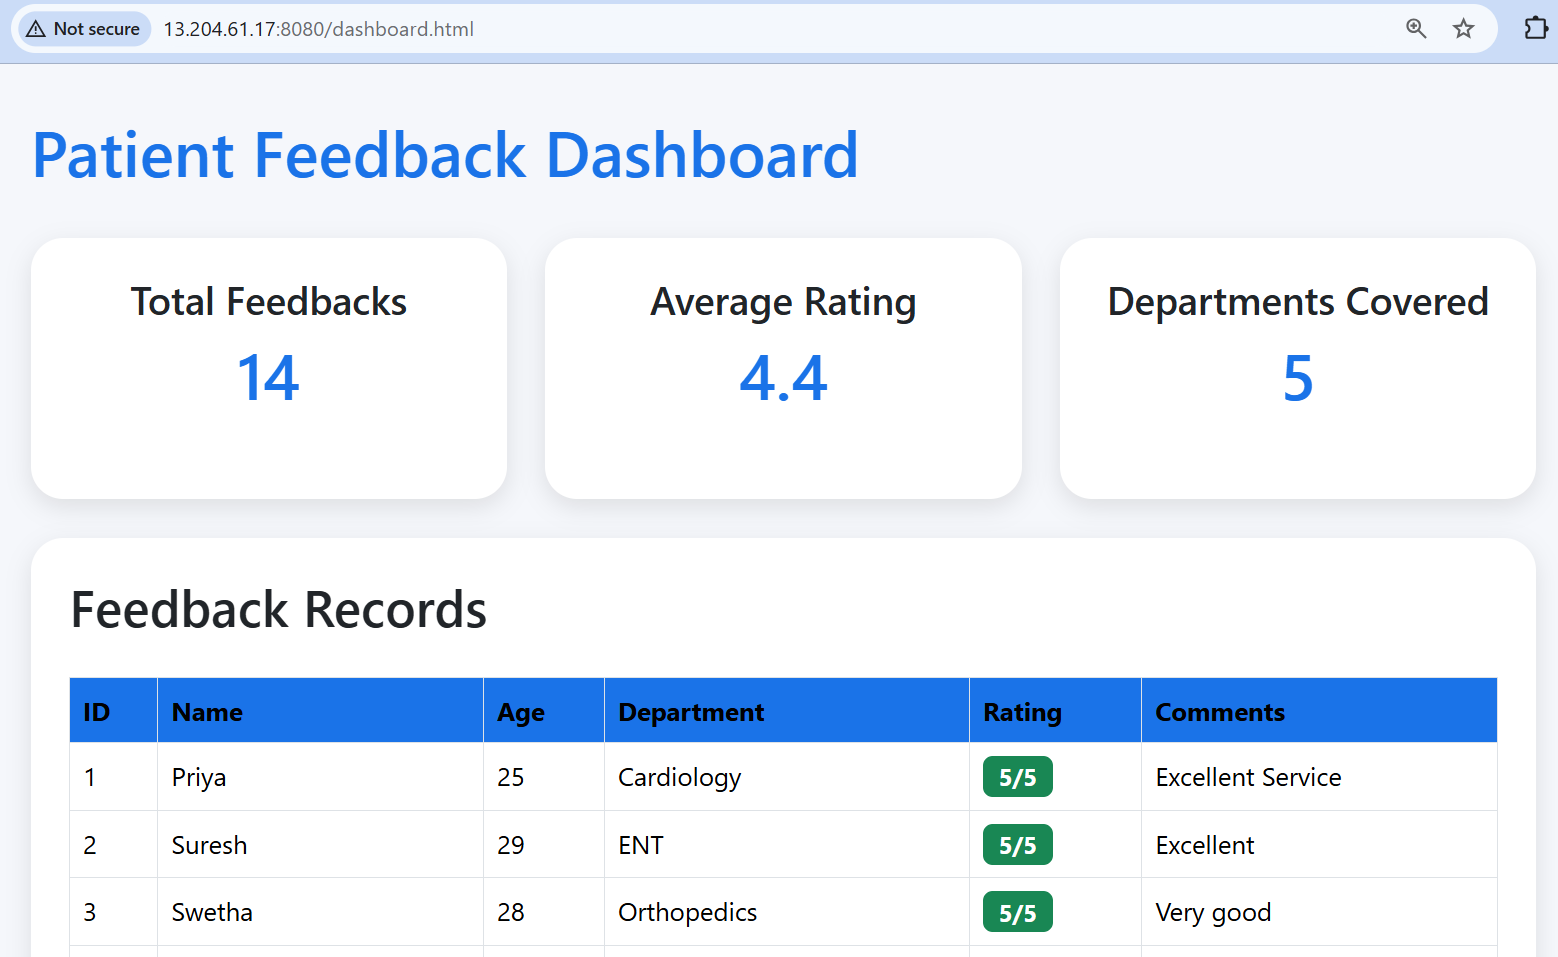 Not secure 13.204.61.17:8080/dashboard.html
Patient Feedback Dashboard
Total Feedbacks
14
Average Rating
4.4
Departments Covered
5
Feedback Records
ID Name Age Department Rating Comments
1 Priya 25 Cardiology 5/5 Excellent Service
2 Suresh 29 ENT 5/5 Excellent
3 Swetha 28 Orthopedics 5/5 Very good